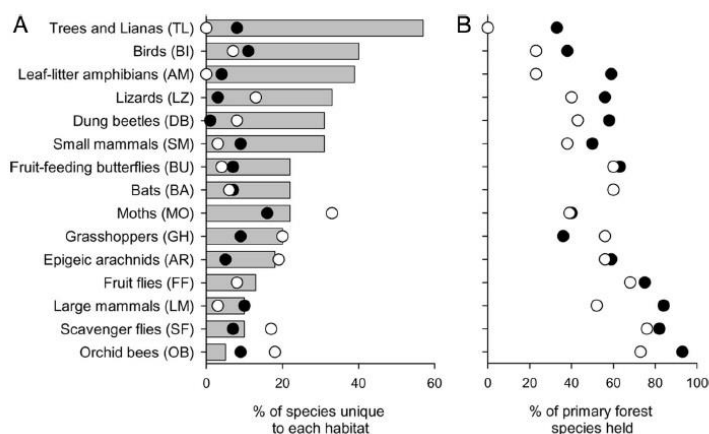 A
B
Trees and Lianas (TL)
Birds (BI)
Leaf-litter amphibians (AM)
Lizards (LZ)
Dung beetles (DB)
Small mammals (SM)
Fruit-feeding butterflies (BU)
Bats (BA)
Moths (MO)
Grasshoppers (GH)
Epigeic arachnids (AR)
Fruit flies (FF)
Large mammals (LM)
Scavenger flies (SF)
Orchid bees (OB)
0 20 40 60
0 20 40 60 80 100
% of species unique
to each habitat
% of primary forest
species held